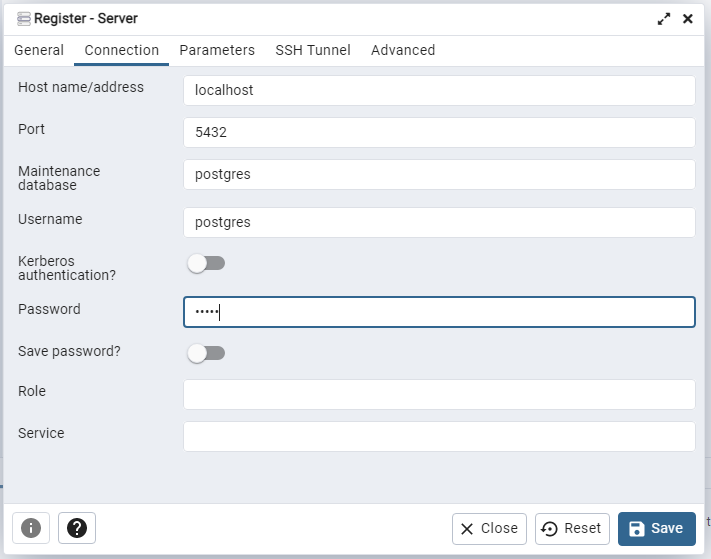 Register - Server
General Connection Parameters SSH Tunnel Advanced
Host name/address
localhost
Port
5432
Maintenance
database
postgres
Username
postgres
Kerberos
authentication?
Password
•••••
Save password?
Role
Service
Close Reset Save